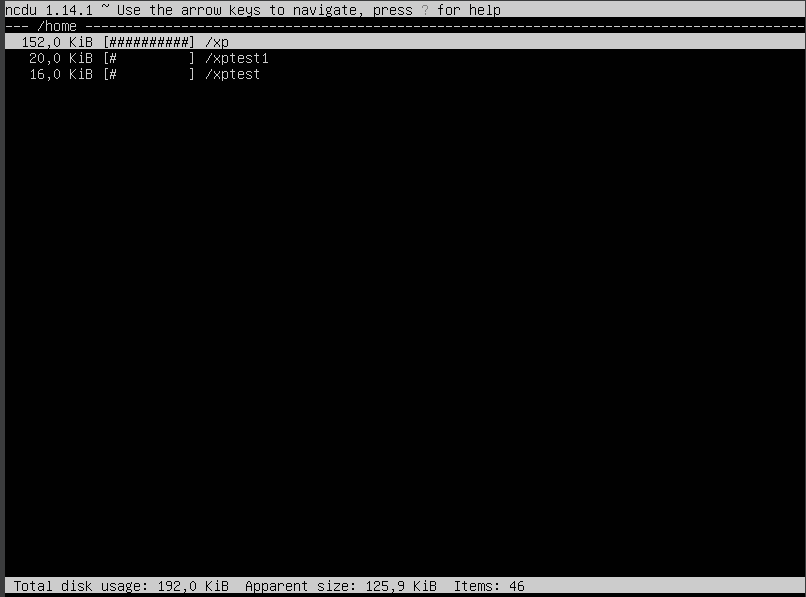 ncdu 1.14.1 ~ Use the arrow keys to navigate, press ? for help
--- /home ------------------------------------------------------------------------------------------
152,0 KiB [##########] /xp
20,0 KiB [#         ] /xptest1
16,0 KiB [#         ] /xptest
Total disk usage: 192,0 KiB  Apparent size: 125,9 KiB  Items: 46